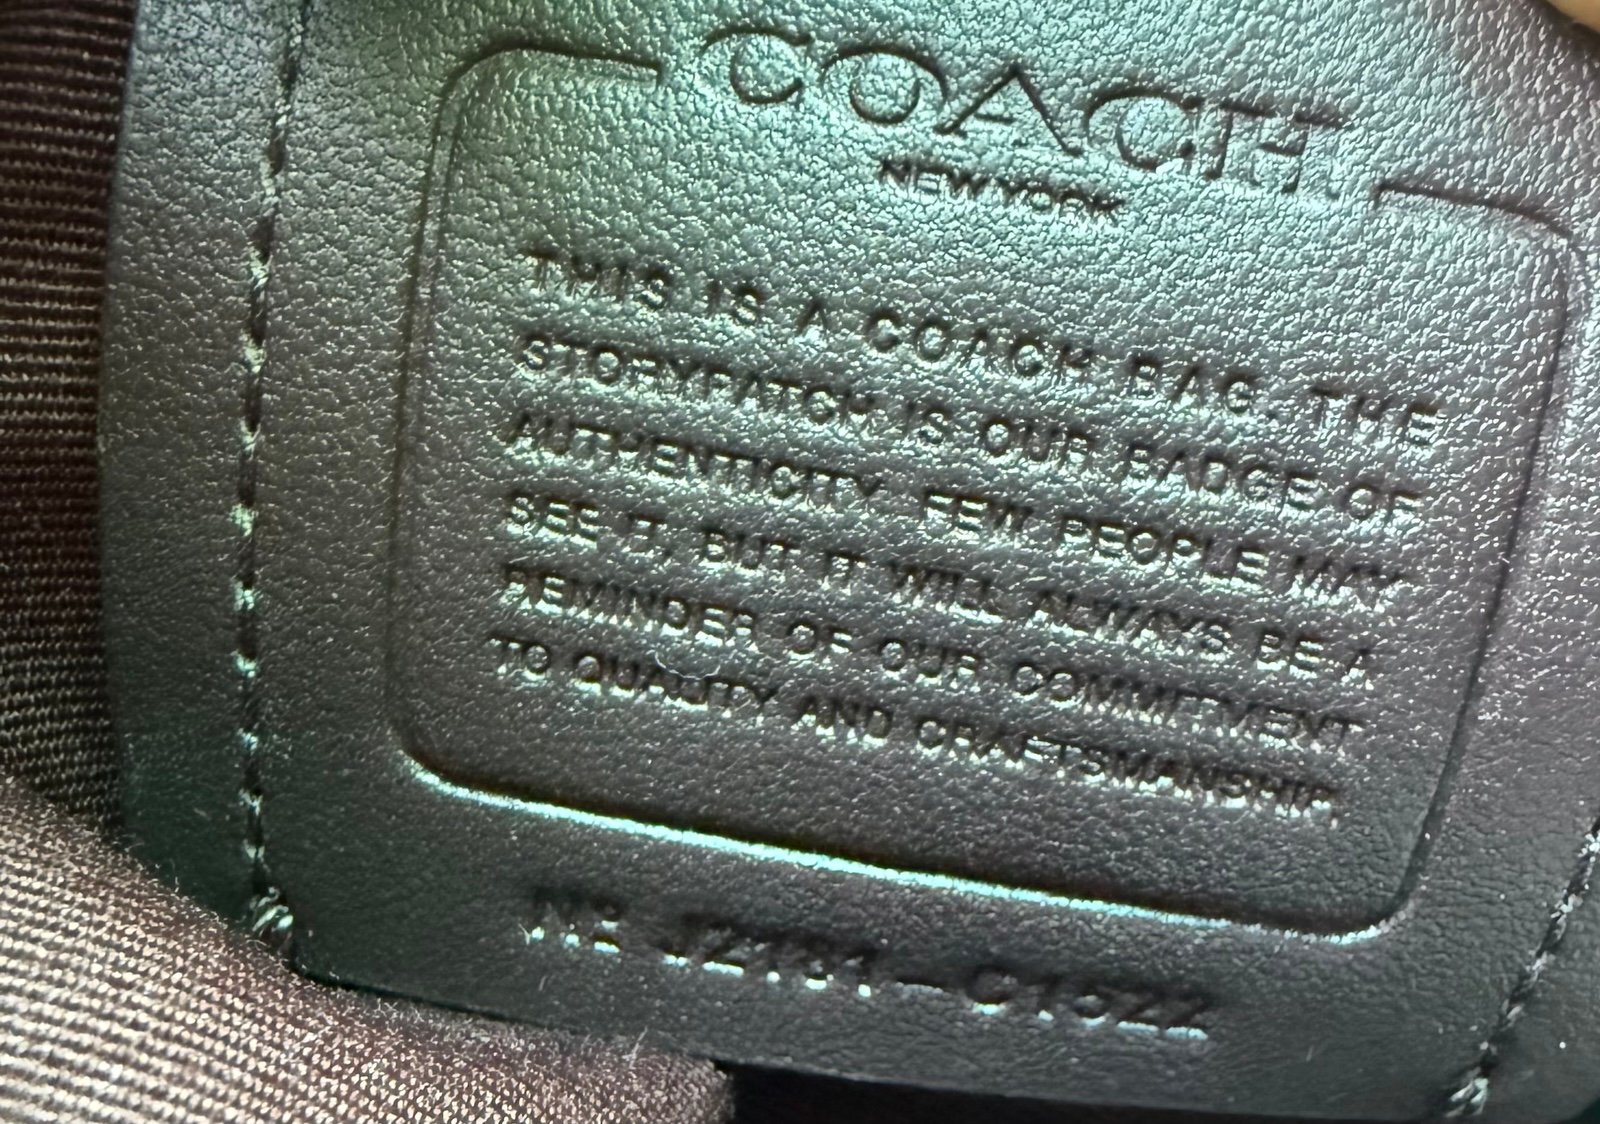 COACH
NEW YORK
THIS IS A COACH BAG. THE
STORYPATCH IS OUR BADGE OF
AUTHENTICITY. FEW PEOPLE MAY
SEE IT, BUT IT WILL ALWAYS BE A
REMINDER OF OUR COMMITMENT
TO QUALITY AND CRAFTSMANSHIP.